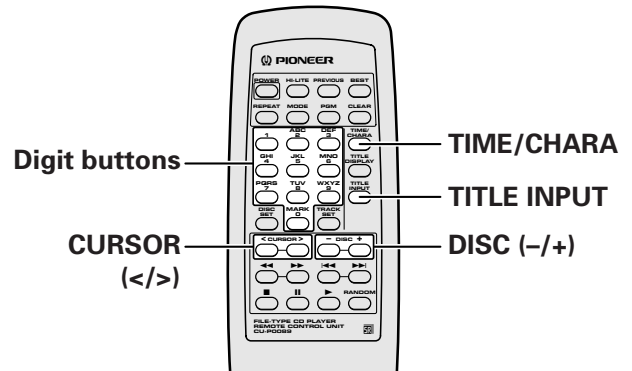 PIONEER
POWER HI-LITE PREVIOUS BEST
REPEAT MODE PGM CLEAR
ABC DEF TIME/
1 2 3 CHARA
GHI JKL MNO TITLE
4 5 6 DISPLAY
PQRS TUV WXYZ TITLE
7 8 9 INPUT
DISC MARK TRACK
SET 0 SET
< CURSOR > – DISC +
◄◄ ►► |◄◄ ►►|
■ II ► RANDOM
FILE-TYPE CD PLAYER
REMOTE CONTROL UNIT
CU-PD089
Digit buttons
CURSOR
(</>)
TIME/CHARA
TITLE INPUT
DISC (–/+)